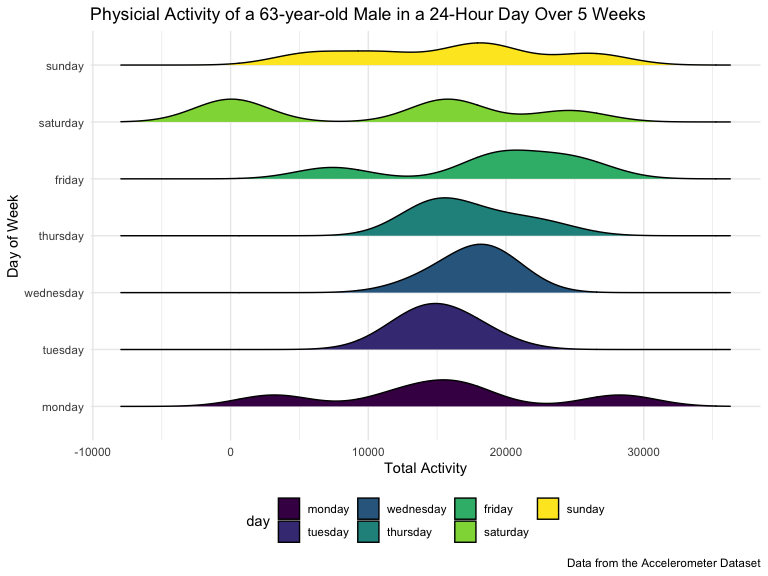 Physicial Activity of a 63-year-old Male in a 24-Hour Day Over 5 Weeks
Day of Week
sunday
saturday
friday
thursday
wednesday
tuesday
monday
-10000 0 10000 20000 30000
Total Activity
day
monday wednesday friday sunday
tuesday thursday saturday
Data from the Accelerometer Dataset